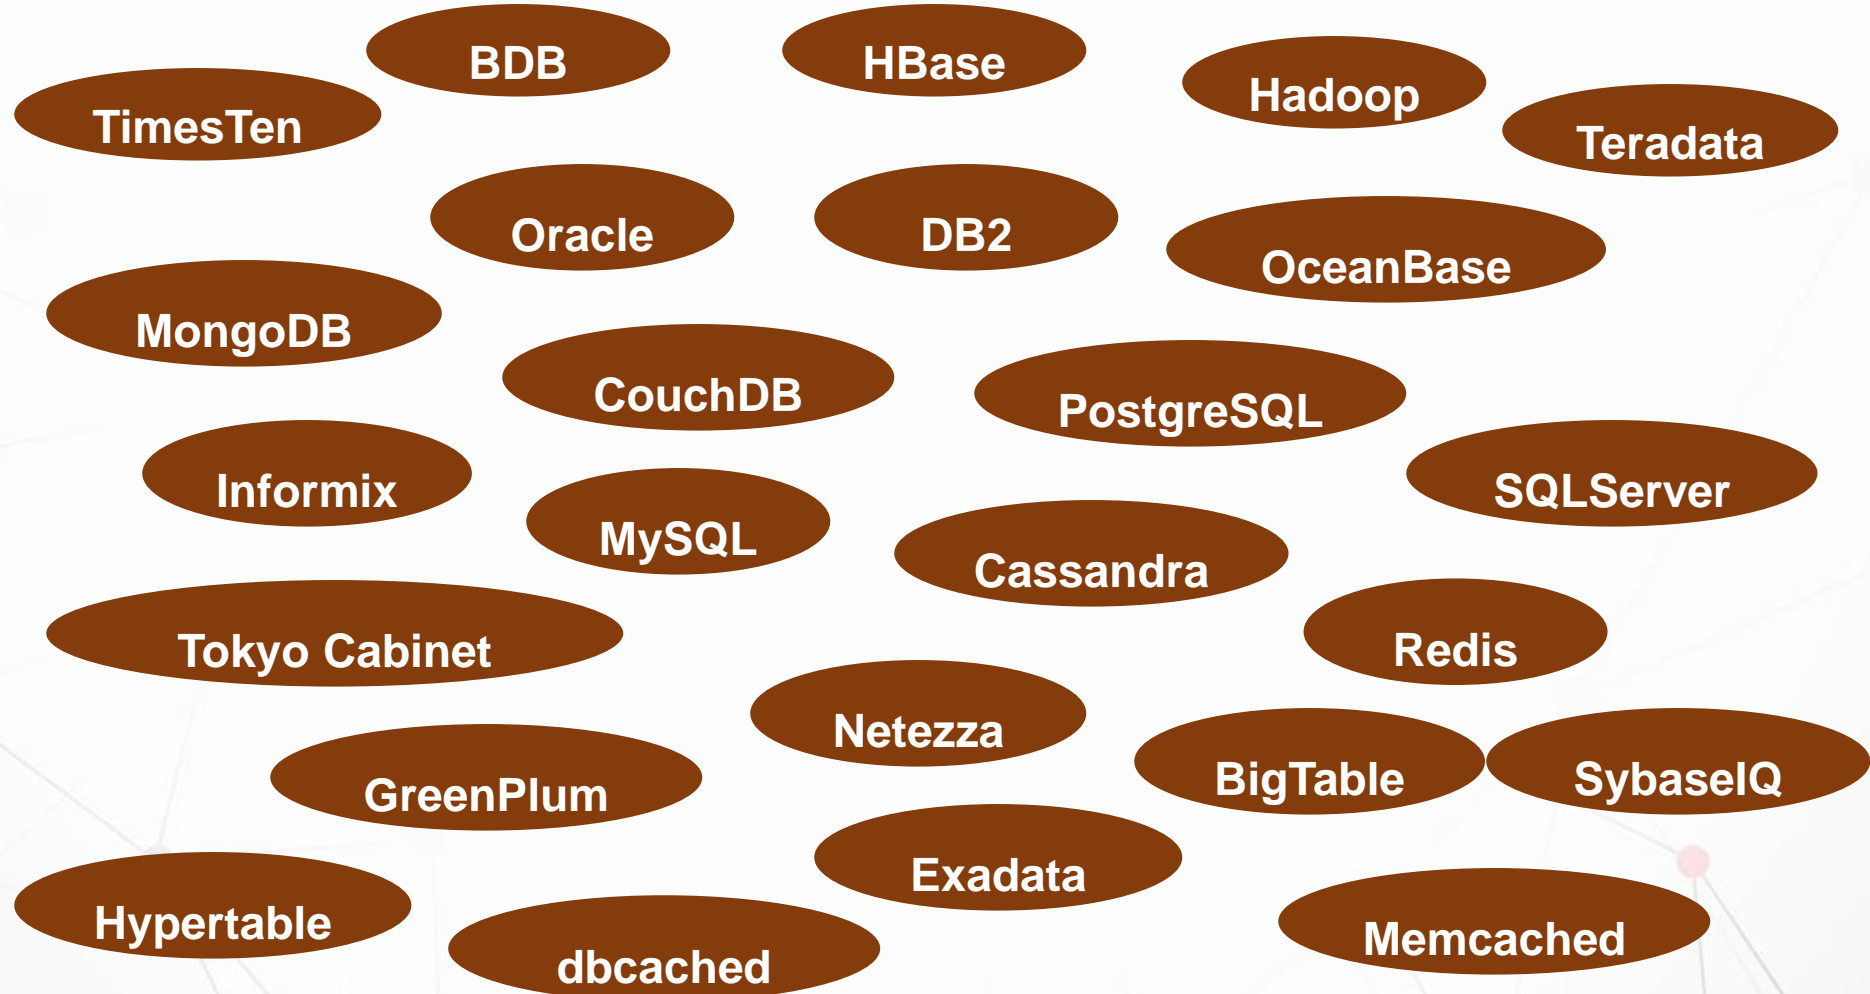 BDB
HBase
Hadoop
TimesTen
Teradata
Oracle
DB2
OceanBase
MongoDB
CouchDB
PostgreSQL
Informix
SQLServer
MySQL
Cassandra
Tokyo Cabinet
Redis
Netezza
GreenPlum
BigTable
SybaseIQ
Exadata
Hypertable
Memcached
dbcached